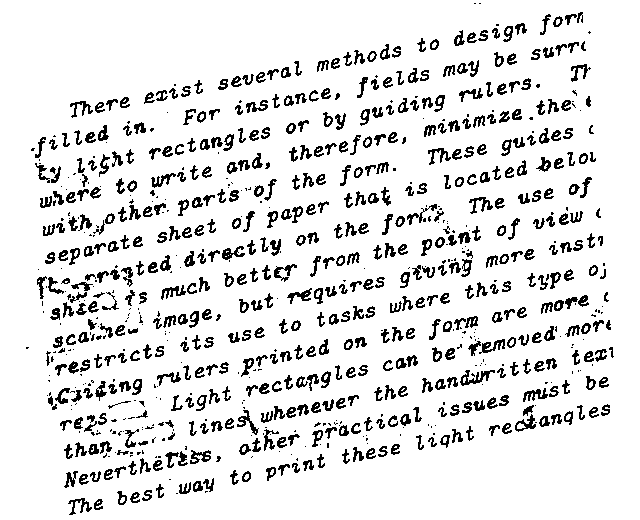 There exist several methods to design form
filled in. For instance, fields may be surr
by light rectangles or by guiding rulers. Th
where to write and, therefore, minimize the
with other parts of the form. These guides
separate sheet of paper that is located below
printed directly on the form. The use of
sheet is much better from the point of view
scanned image, but requires giving more instr
restricts its use to tasks where this type of
Guiding rulers printed on the form are more
Light rectangles can be removed more
than lines whenever the handwritten text
Nevertheless, other practical issues must be
The best way to print these light rectangles